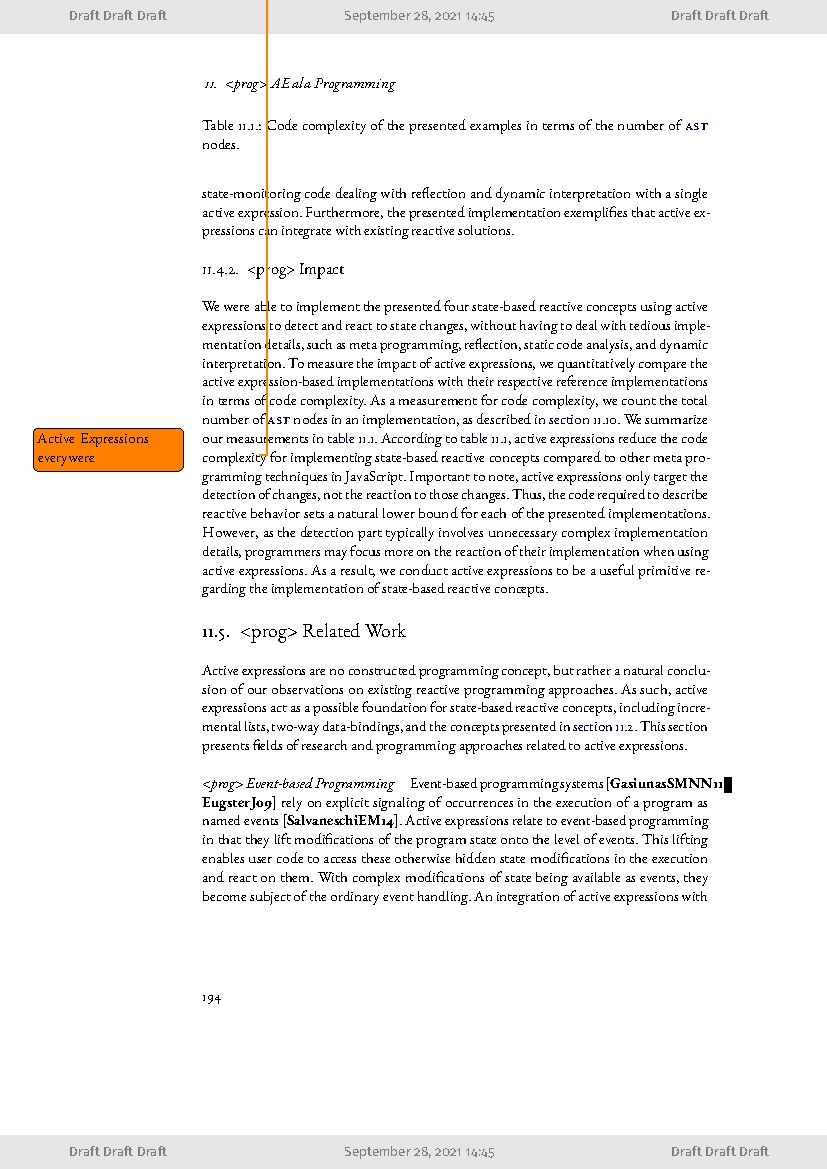 Draft Draft Draft September 28, 2021 14:45 Draft Draft Draft
11. <prog> AE ala Programming
Table 11.1.: Code complexity of the presented examples in terms of the number of AST
nodes.
state-monitoring code dealing with reflection and dynamic interpretation with a single
active expression. Furthermore, the presented implementation exemplifies that active ex-
pressions can integrate with existing reactive solutions.
11.4.2. <prog> Impact
We were able to implement the presented four state-based reactive concepts using active
expressions to detect and react to state changes, without having to deal with tedious imple-
mentation details, such as meta programming, reflection, static code analysis, and dynamic
interpretation. To measure the impact of active expressions, we quantitatively compare the
active expression-based implementations with their respective reference implementations
in terms of code complexity. As a measurement for code complexity, we count the total
number of AST nodes in an implementation, as described in section 11.10. We summarize
our measurements in table 11.1. According to table 11.1, active expressions reduce the code
complexity for implementing state-based reactive concepts compared to other meta pro-
gramming techniques in JavaScript. Important to note, active expressions only target the
detection of changes, not the reaction to those changes. Thus, the code required to describe
reactive behavior sets a natural lower bound for each of the presented implementations.
However, as the detection part typically involves unnecessary complex implementation
details, programmers may focus more on the reaction of their implementation when using
active expressions. As a result, we conduct active expressions to be a useful primitive re-
garding the implementation of state-based reactive concepts.
Active Expressions
everywere
11.5. <prog> Related Work
Active expressions are no constructed programming concept, but rather a natural conclu-
sion of our observations on existing reactive programming approaches. As such, active
expressions act as a possible foundation for state-based reactive concepts, including incre-
mental lists, two-way data-bindings, and the concepts presented in section 11.2. This section
presents fields of research and programming approaches related to active expressions.
<prog> Event-based Programming Event-based programming systems [GasiunasSMNN11
EugsterJ09] rely on explicit signaling of occurrences in the execution of a program as
named events [SalvaneschiEM14]. Active expressions relate to event-based programming
in that they lift modifications of the program state onto the level of events. This lifting
enables user code to access these otherwise hidden state modifications in the execution
and react on them. With complex modifications of state being available as events, they
become subject of the ordinary event handling. An integration of active expressions with
194
Draft Draft Draft September 28, 2021 14:45 Draft Draft Draft